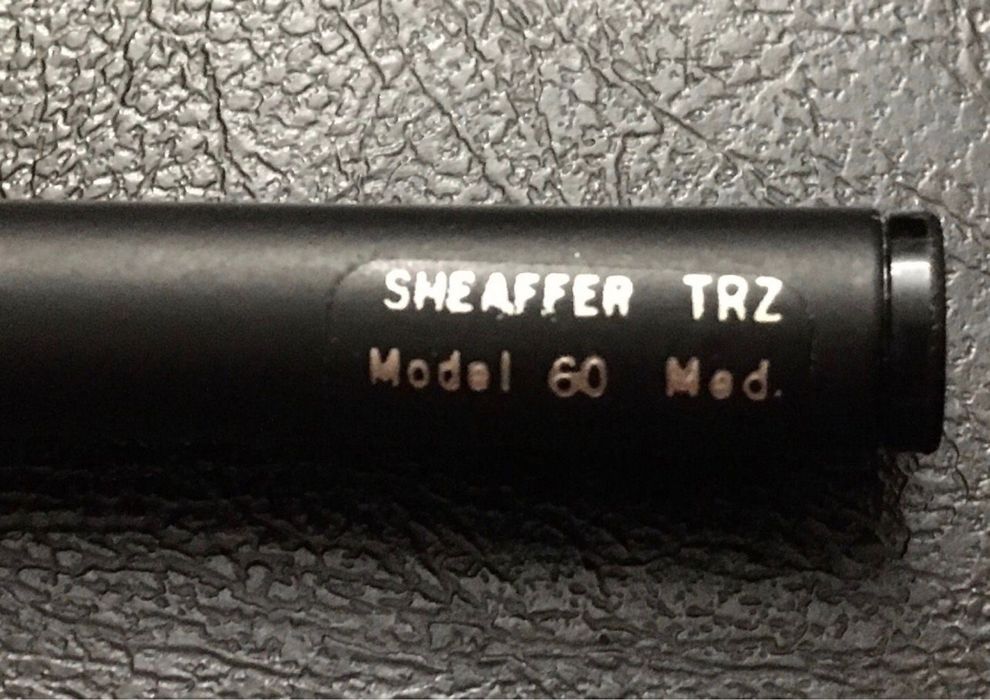 SHEAFFER TRZ
Model 60 Med.